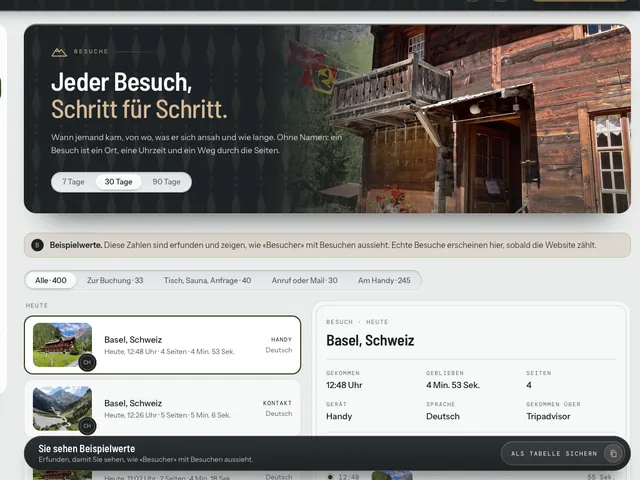 BESUCHE
Jeder Besuch,
Schritt für Schritt.
Wann jemand kam, von wo, was er sich ansah und wie lange. Ohne Namen: ein
Besuch ist ein Ort, eine Uhrzeit und ein Weg durch die Seiten.
7 Tage 30 Tage 90 Tage
Beispielwerte. Diese Zahlen sind erfunden und zeigen, wie «Besucher» mit Besuchen aussieht. Echte Besuche erscheinen hier, sobald die Website zählt.
Alle · 400 Zur Buchung · 33 Tisch, Sauna, Anfrage · 40 Anruf oder Mail · 30 Am Handy · 245
HEUTE
Basel, Schweiz HANDY
Heute, 12:48 Uhr · 4 Seiten · 4 Min. 53 Sek. Deutsch
CH
Basel, Schweiz KONTAKT
Heute, 12:26 Uhr · 5 Seiten · 5 Min. 6 Sek. Deutsch
CH
BESUCH · HEUTE
Basel, Schweiz
GEKOMMEN GEBLIEBEN SEITEN
12:48 Uhr 4 Min. 53 Sek. 4
GERÄT SPRACHE GEKOMMEN ÜBER
Handy Deutsch Tripadvisor
Sie sehen Beispielwerte
Erfunden, damit Sie sehen, wie «Besucher» mit Besuchen aussieht.
ALS TABELLE SICHERN
12:48